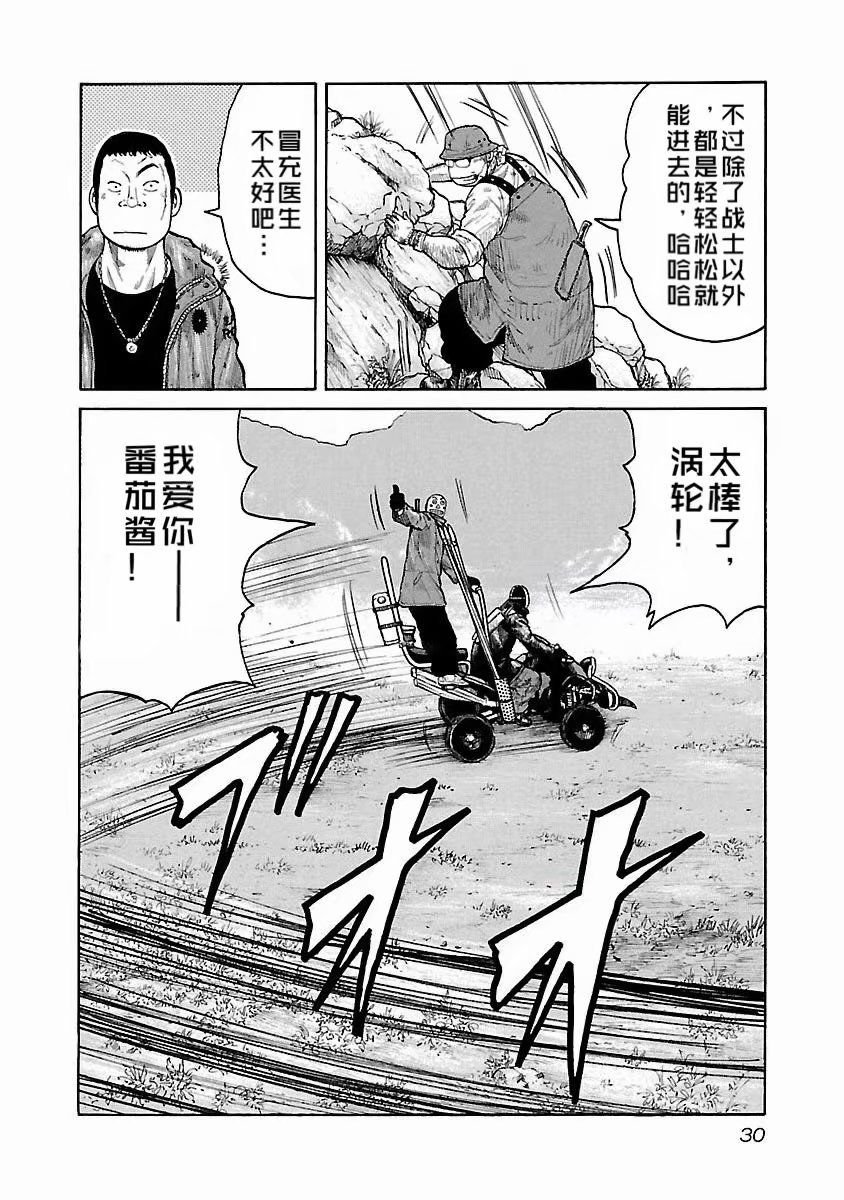 不过除了战士以外
，都是轻轻松松就
能进去的，哈哈哈
冒充医生
不太好吧…
太棒了，
涡轮！
我爱你—
番茄酱！
ブオオ
30